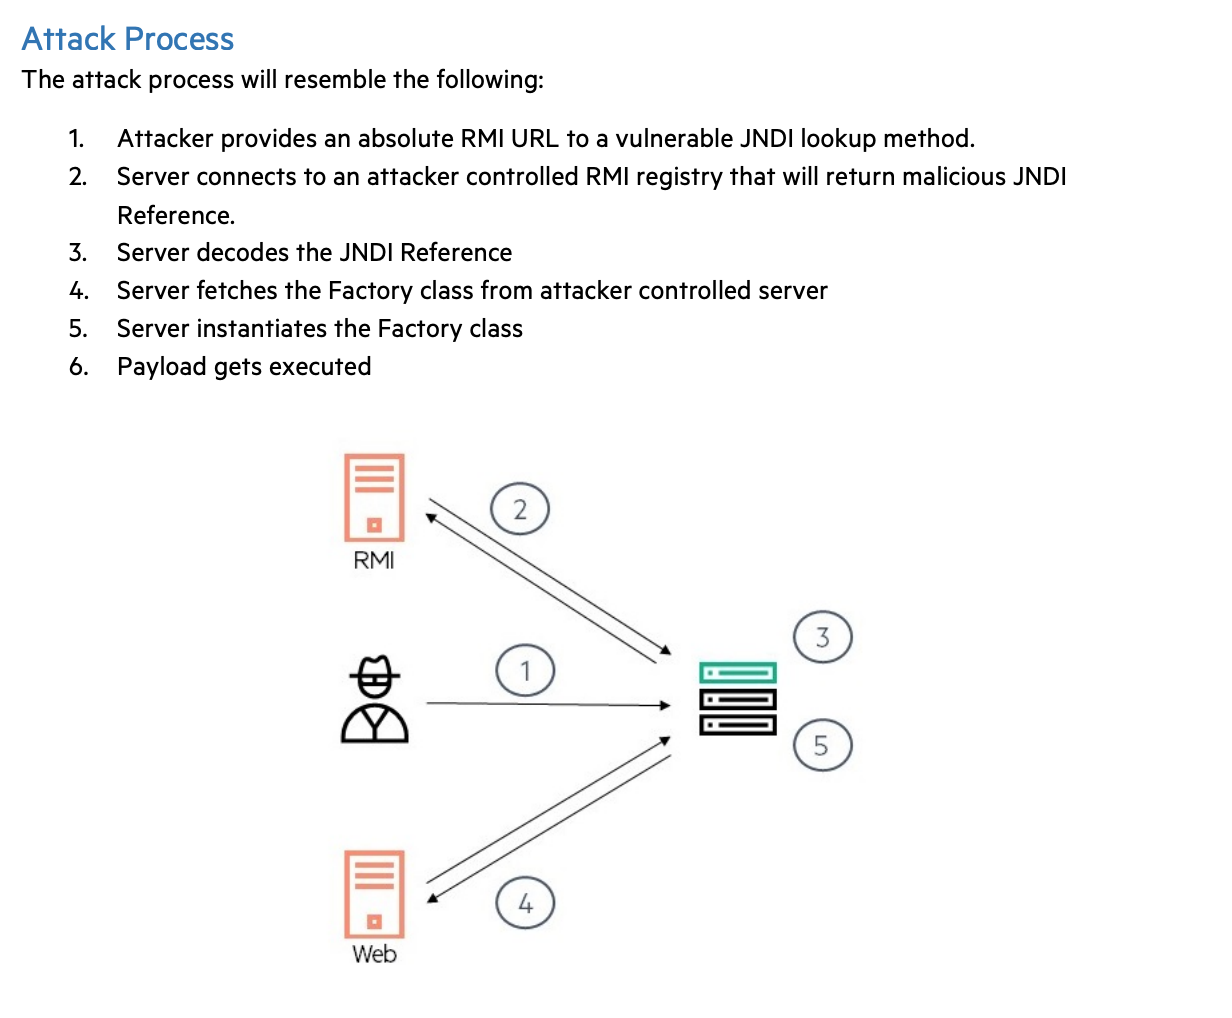 Attack Process
The attack process will resemble the following:
1. Attacker provides an absolute RMI URL to a vulnerable JNDI lookup method.
2. Server connects to an attacker controlled RMI registry that will return malicious JNDI
Reference.
3. Server decodes the JNDI Reference
4. Server fetches the Factory class from attacker controlled server
5. Server instantiates the Factory class
6. Payload gets executed
2
RMI
3
1
5
4
Web